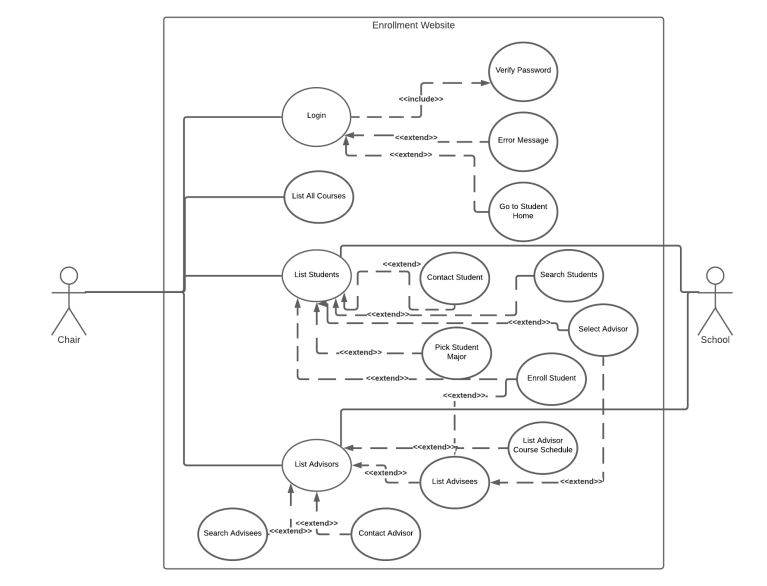 Enrollment Website
Verify Password
<<include>>
Login
<<extend>>
Error Message
<<extend>>
List All Courses
Go to Student
Home
<<extend>
List Students
Contact Student
Search Students
<<extend>>
<<extend>>
Select Advisor
Chair
School
<<extend>>
Pick Student
Major
<<extend>>
Enroll Student
<<extend>>
List Advisor
Course Schedule
<<extend>>
List Advisors
<<extend>>
List Advisees
<<extend>>
<<extend>>
Search Advisees
<<extend>>
Contact Advisor